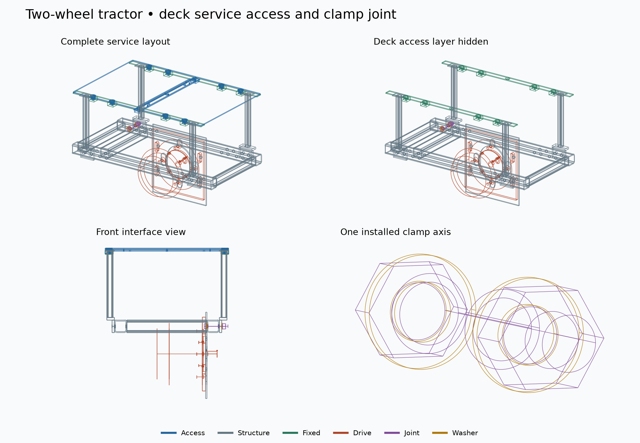 Two-wheel tractor • deck service access and clamp joint
Complete service layout
Deck access layer hidden
Front interface view
One installed clamp axis
Access
Structure
Fixed
Drive
Joint
Washer